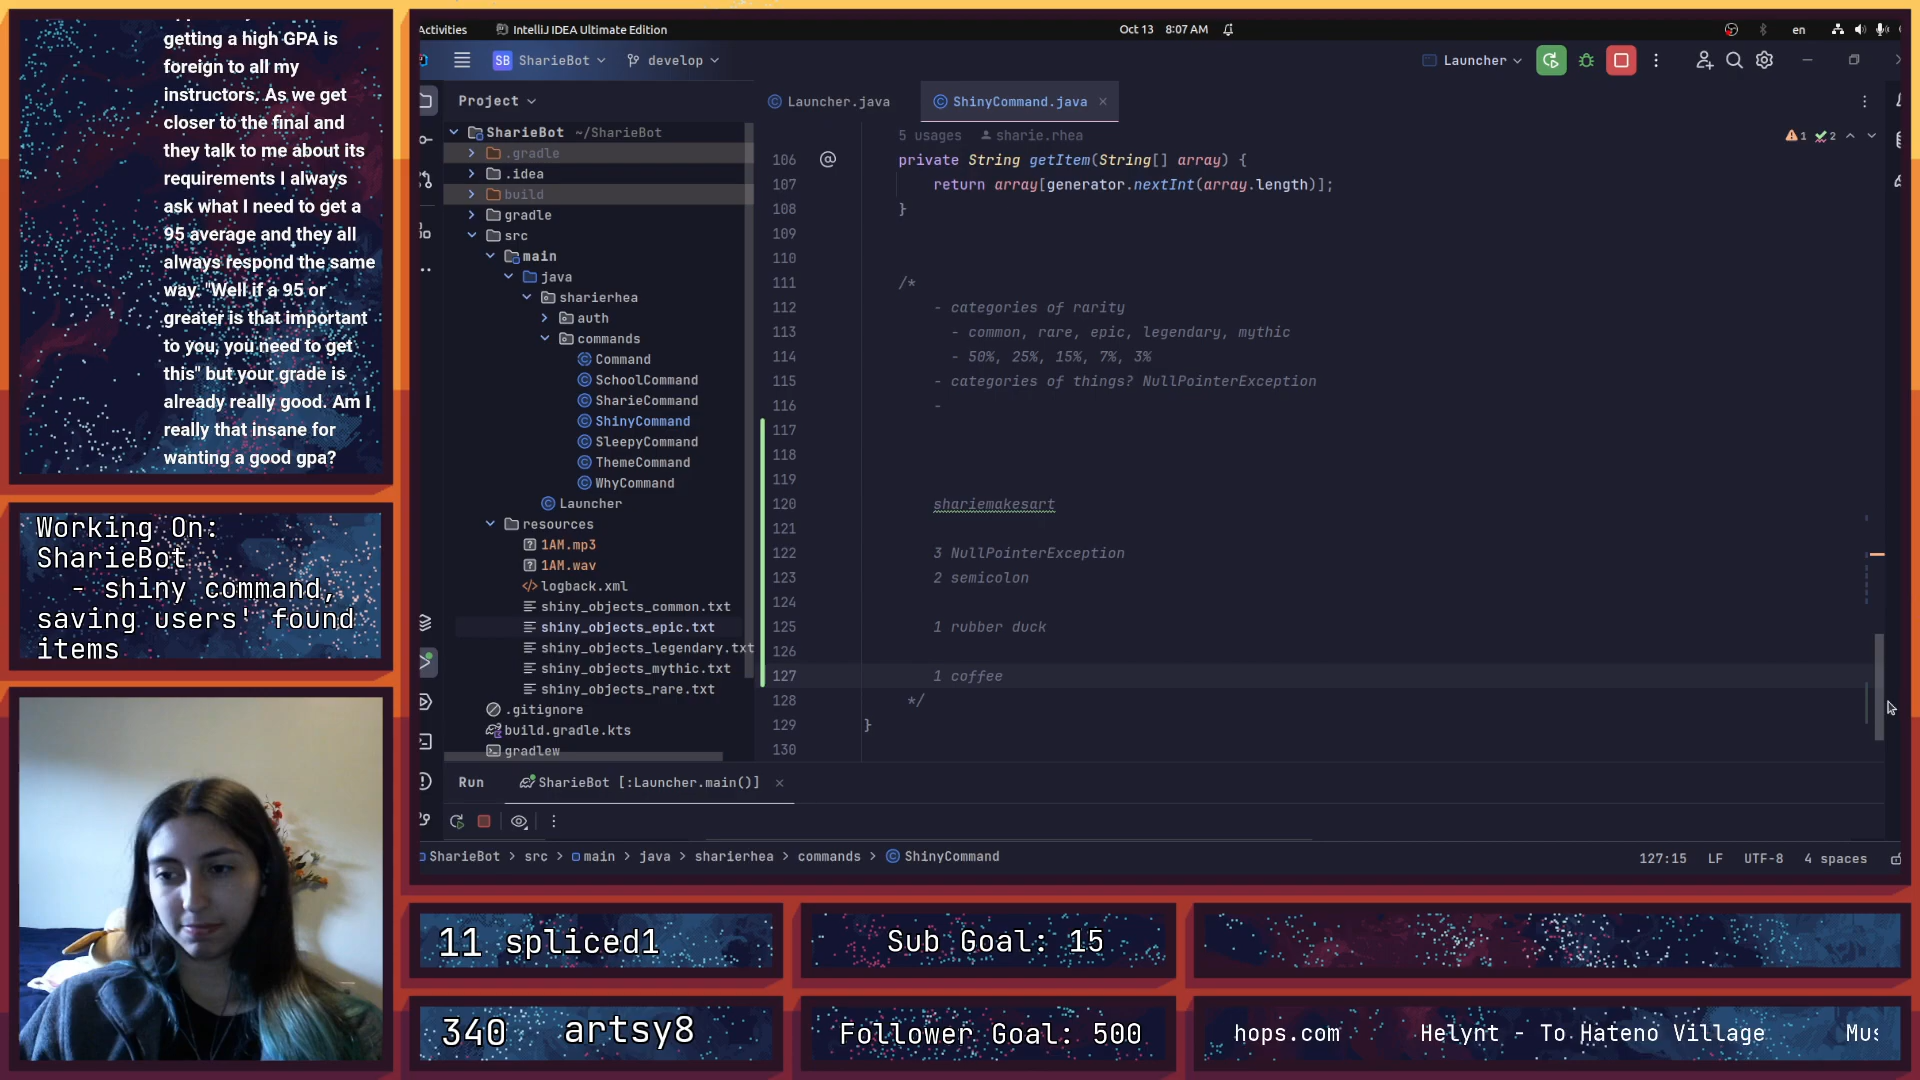 getting a high GPA is
foreign to all my
instructors. As we get
closer to the final and
they talk to me about its
requirements I always
ask what I need to get a
95 average and they all
always respond the same
way. "Well if a 95 or
greater is that important
to you, you need to get
this" but your grade is
already really good. Am I
really that insane for
wanting a good gpa?
Working On:
SharieBot
- shiny command,
saving users' found
items
Activities
IntelliJ IDEA Ultimate Edition
Oct 13 8:07 AM
en
SB SharieBot
develop
Launcher
Project
Launcher.java
ShinyCommand.java
SharieBot ~/SharieBot
.gradle
.idea
build
gradle
src
main
java
sharierhea
auth
commands
Command
SchoolCommand
SharieCommand
ShinyCommand
SleepyCommand
ThemeCommand
WhyCommand
Launcher
resources
1AM.mp3
1AM.wav
logback.xml
shiny_objects_common.txt
shiny_objects_epic.txt
shiny_objects_legendary.txt
shiny_objects_mythic.txt
shiny_objects_rare.txt
.gitignore
build.gradle.kts
gradlew
5 usages sharie.rhea
1 2
106 @ private String getItem(String[] array) {
107 return array[generator.nextInt(array.length)];
108 }
109
110
111 /*
112 - categories of rarity
113 - common, rare, epic, legendary, mythic
114 - 50%, 25%, 15%, 7%, 3%
115 - categories of things? NullPointerException
116 -
117
118
119
120 shariemakesart
121
122 3 NullPointerException
123 2 semicolon
124
125 1 rubber duck
126
127 1 coffee
128 */
129 }
130
Run
SharieBot [:Launcher.main()]
SharieBot > src > main > java > sharierhea > commands > ShinyCommand
127:15 LF UTF-8 4 spaces
11 spliced1
Sub Goal: 15
340 artsy8
Follower Goal: 500
hops.com Helynt - To Hateno Village